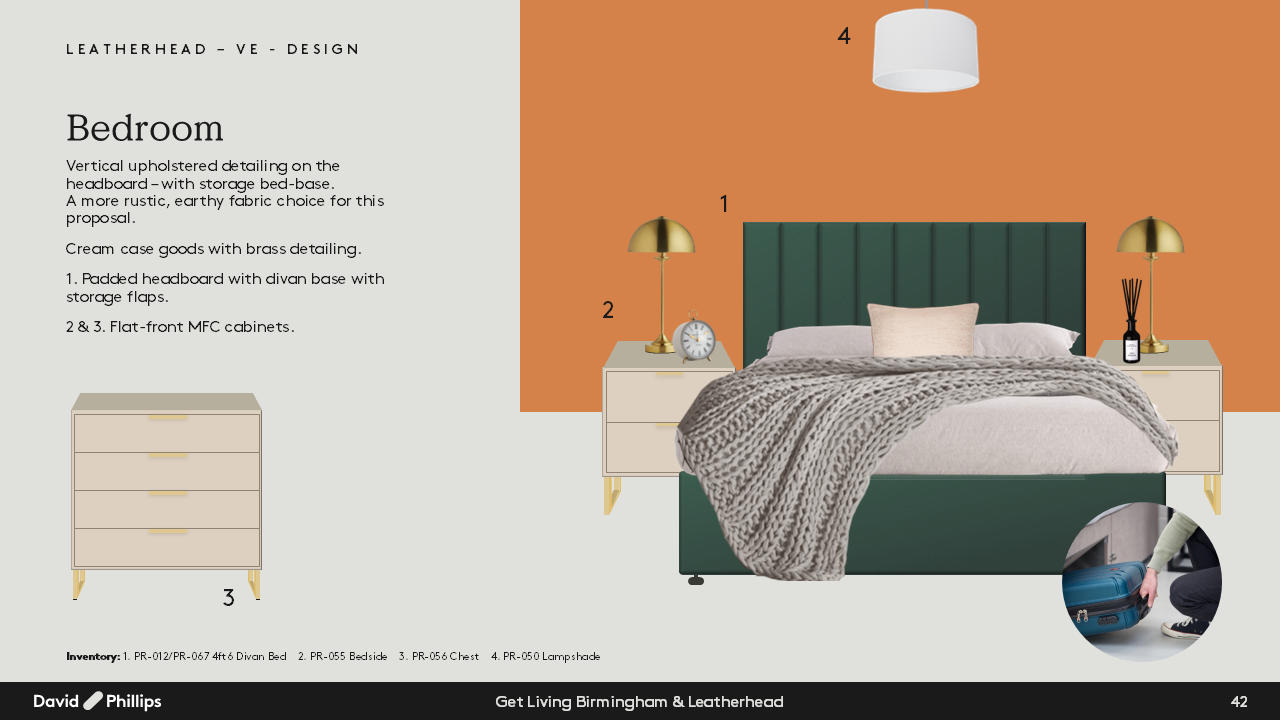 LEATHERHEAD – VE - DESIGN
Bedroom
Vertical upholstered detailing on the
headboard – with storage bed-base.
A more rustic, earthy fabric choice for this
proposal.
Cream case goods with brass detailing.
1. Padded headboard with divan base with
storage flaps.
2 & 3. Flat-front MFC cabinets.
4
1
2
3
Inventory: 1. PR-012/PR-067 4ft6 Divan Bed 2. PR-055 Bedside 3. PR-056 Chest 4. PR-050 Lampshade
David Phillips
Get Living Birmingham & Leatherhead
42